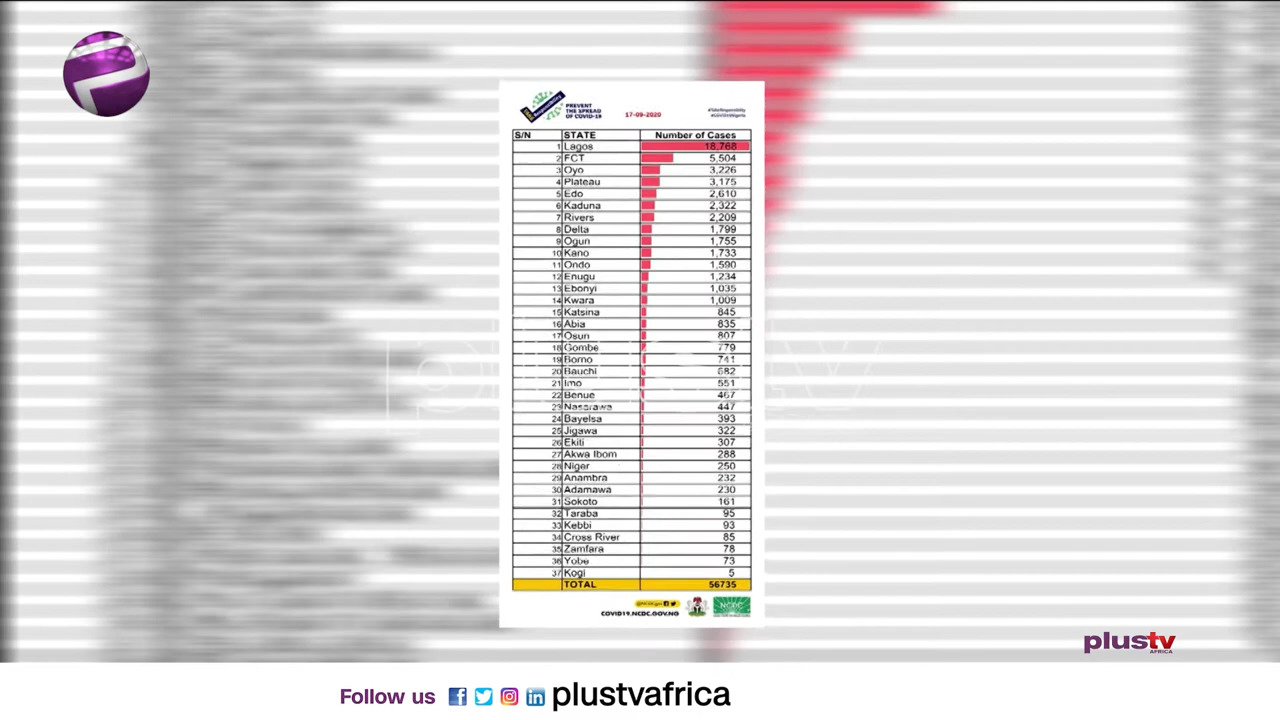 PREVENT
THE SPREAD
OF COVID-19
17-09-2020
S/N STATE Number of Cases
1 Lagos 18,768
2 FCT 5,504
3 Oyo 3,226
4 Plateau 3,175
5 Edo 2,610
6 Kaduna 2,322
7 Rivers 2,209
8 Delta 1,799
9 Ogun 1,755
10 Kano 1,733
11 Ondo 1,590
12 Enugu 1,234
13 Ebonyi 1,035
14 Kwara 1,009
15 Katsina 845
16 Abia 835
17 Osun 807
18 Gombe 779
19 Borno 741
20 Bauchi 682
21 Imo 551
22 Benue 467
23 Nasarawa 447
24 Bayelsa 393
25 Jigawa 322
26 Ekiti 307
27 Akwa Ibom 288
28 Niger 250
29 Anambra 232
30 Adamawa 230
31 Sokoto 161
32 Taraba 95
33 Kebbi 93
34 Cross River 85
35 Zamfara 78
36 Yobe 73
37 Kogi 5
TOTAL 56735
COVID19.NCDC.GOV.NG
NCDC
plustv
plustv
AFRICA
Follow us plustvafrica